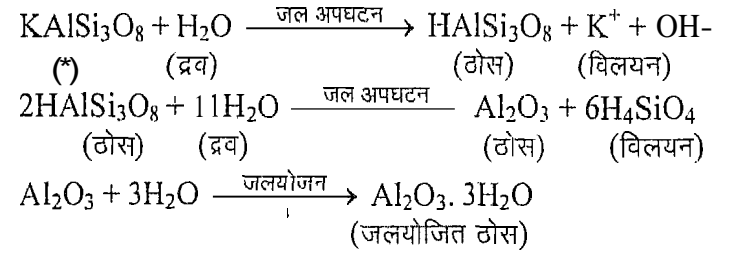 KAlSi₃O₈ + H₂O जल अपघटन → HAlSi₃O₈ + K⁺ + OH-
(*) (द्रव) (ठोस) (विलयन)
2HAlSi₃O₈ + 11H₂O जल अपघटन Al₂O₃ + 6H₄SiO₄
(ठोस) (द्रव) (ठोस) (विलयन)
Al₂O₃ + 3H₂O जलयोजन → Al₂O₃. 3H₂O
(जलयोजित ठोस)